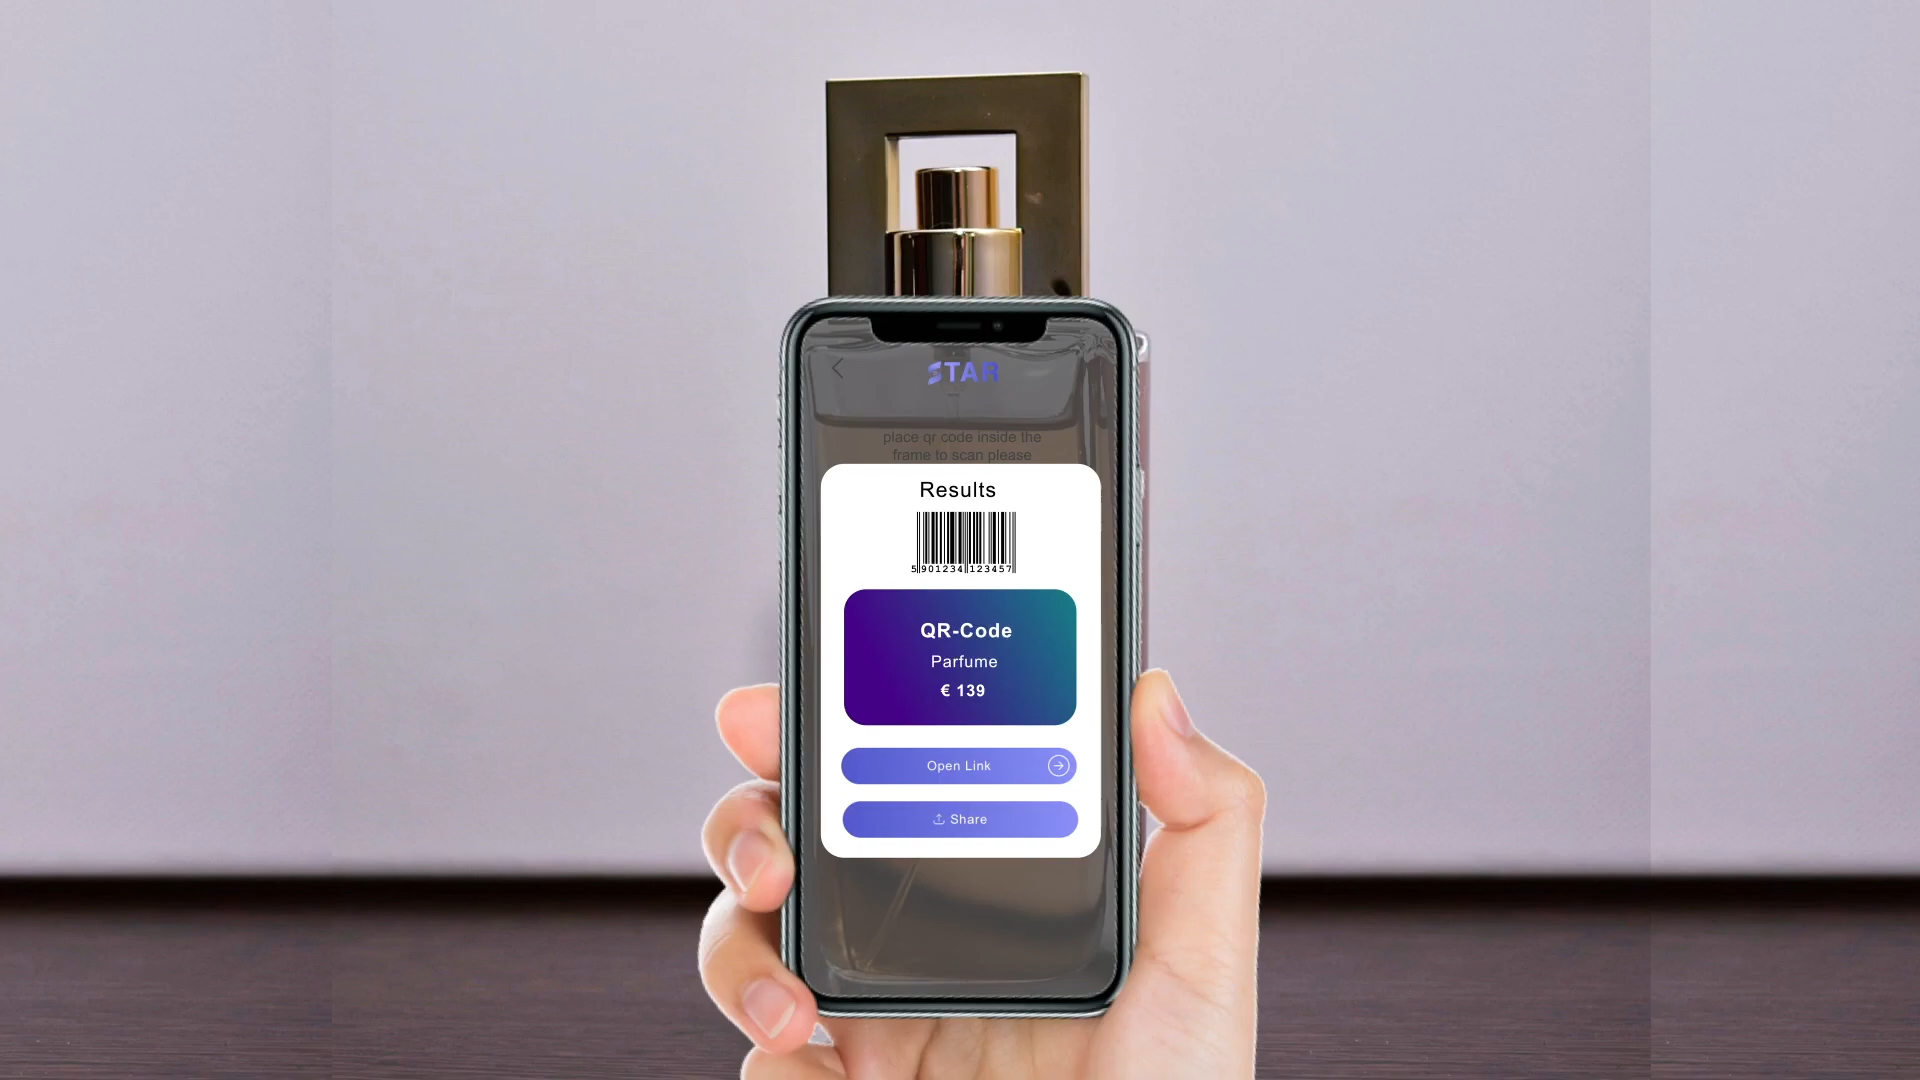 STAR
place qr code inside the
frame to scan please
Results
5 901234 123457
QR-Code
Parfume
€ 139
Open Link
Share